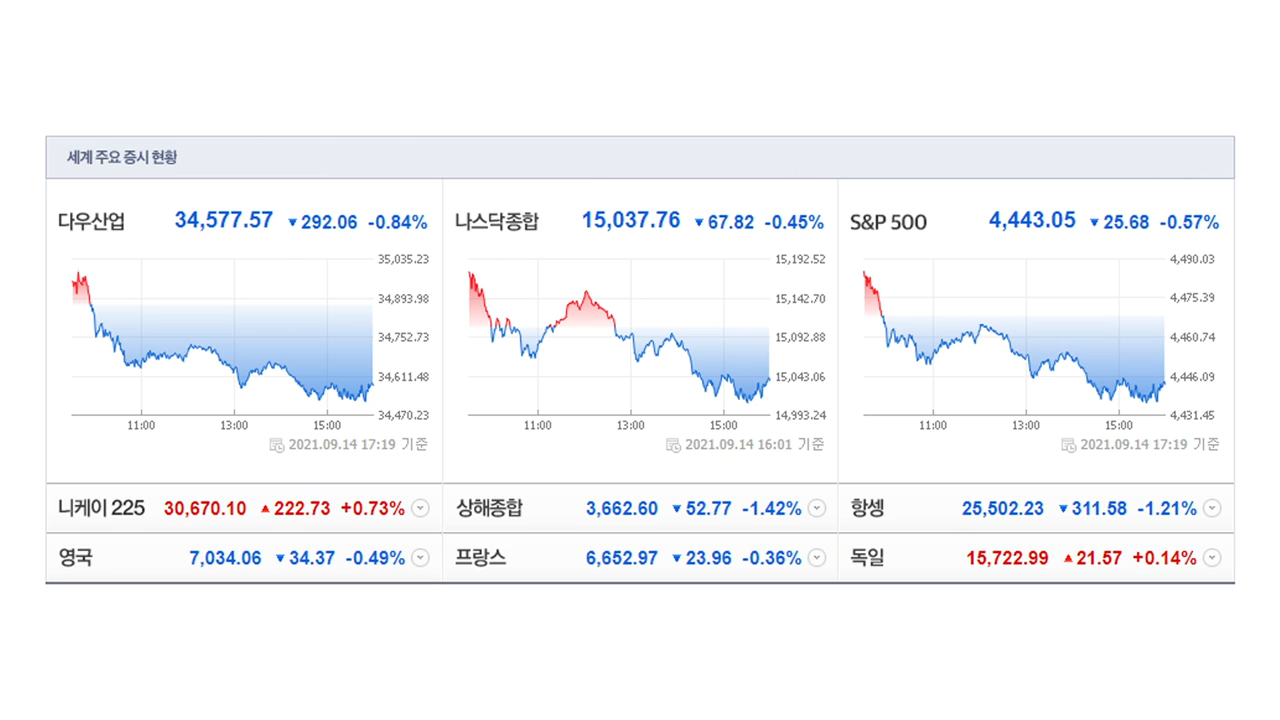 세계 주요 증시 현황
다우산업 34,577.57 ▼292.06 -0.84%
35,035.23
34,893.98
34,752.73
34,611.48
34,470.23
11:00 13:00 15:00
2021.09.14 17:19 기준
나스닥종합 15,037.76 ▼67.82 -0.45%
15,192.52
15,142.70
15,092.88
15,043.06
14,993.24
11:00 13:00 15:00
2021.09.14 16:01 기준
S&P 500 4,443.05 ▼25.68 -0.57%
4,490.03
4,475.39
4,460.74
4,446.09
4,431.45
11:00 13:00 15:00
2021.09.14 17:19 기준
니케이 225 30,670.10 ▲222.73 +0.73%
상해종합 3,662.60 ▼52.77 -1.42%
항셍 25,502.23 ▼311.58 -1.21%
영국 7,034.06 ▼34.37 -0.49%
프랑스 6,652.97 ▼23.96 -0.36%
독일 15,722.99 ▲21.57 +0.14%